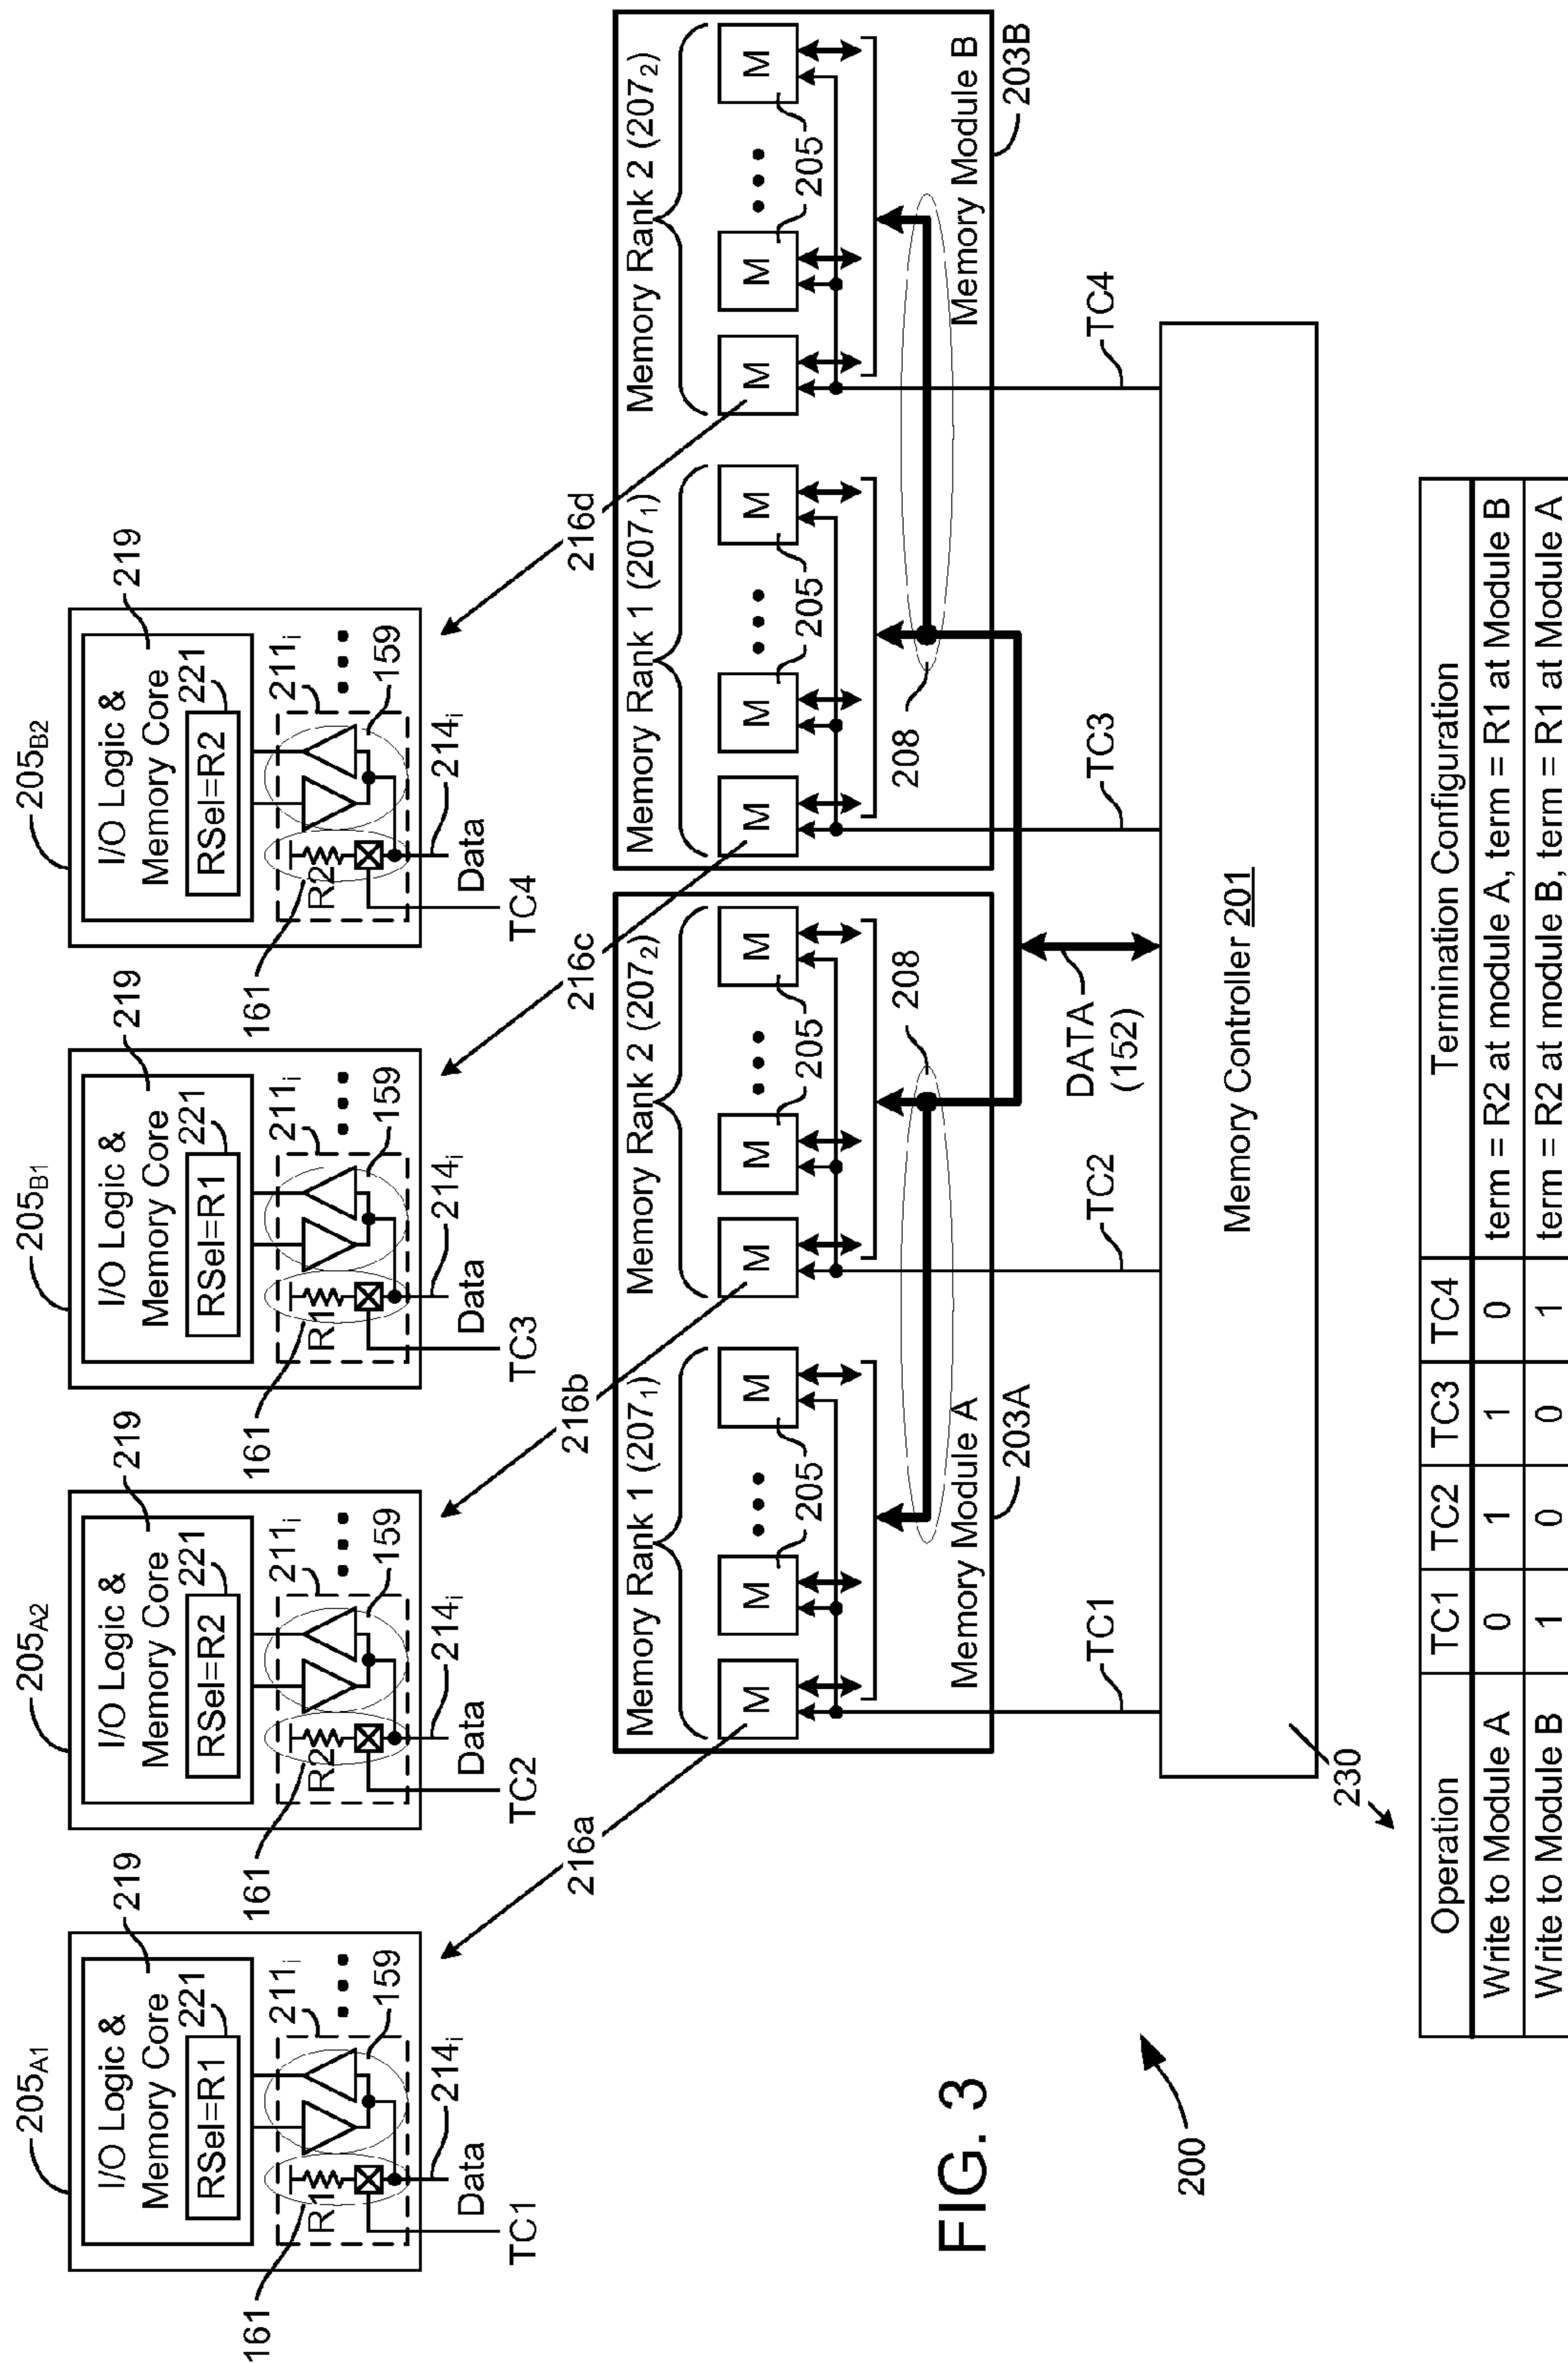 205A1
205A2
205B1
205B2
I/O Logic & Memory Core
219
RSel=R1
221
211i
159
R1
161
214i
Data
TC1
I/O Logic & Memory Core
219
RSel=R2
221
211i
159
R2
161
214i
Data
TC2
I/O Logic & Memory Core
219
RSel=R1
221
211i
159
R1
161
214i
Data
TC3
I/O Logic & Memory Core
219
RSel=R2
221
211i
159
R2
161
214i
Data
TC4
216a
216b
216c
216d
Memory Rank 1 (2071)
Memory Rank 2 (2072)
Memory Rank 1 (2071)
Memory Rank 2 (2072)
M M M M M M
M M M M M M
205
205
205
205
208
208
Memory Module A
203A
Memory Module B
203B
TC1
TC2
DATA
(152)
TC3
TC4
Memory Controller 201
FIG. 3
200
230
Operation TC1 TC2 TC3 TC4 Termination Configuration
Write to Module A 0 1 1 0 term = R2 at module A, term = R1 at Module B
Write to Module B 1 0 0 1 term = R2 at module B, term = R1 at Module A